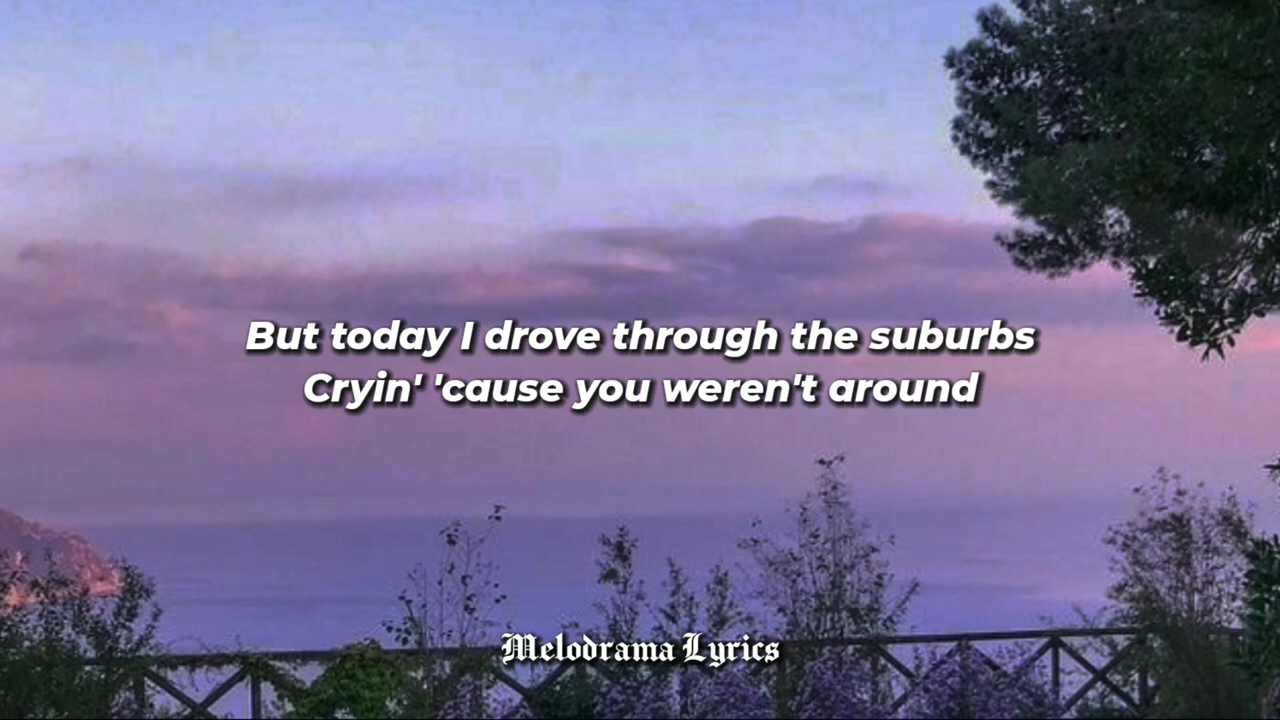 But today I drove through the suburbs
Cryin' 'cause you weren't around
Melodrama Lyrics